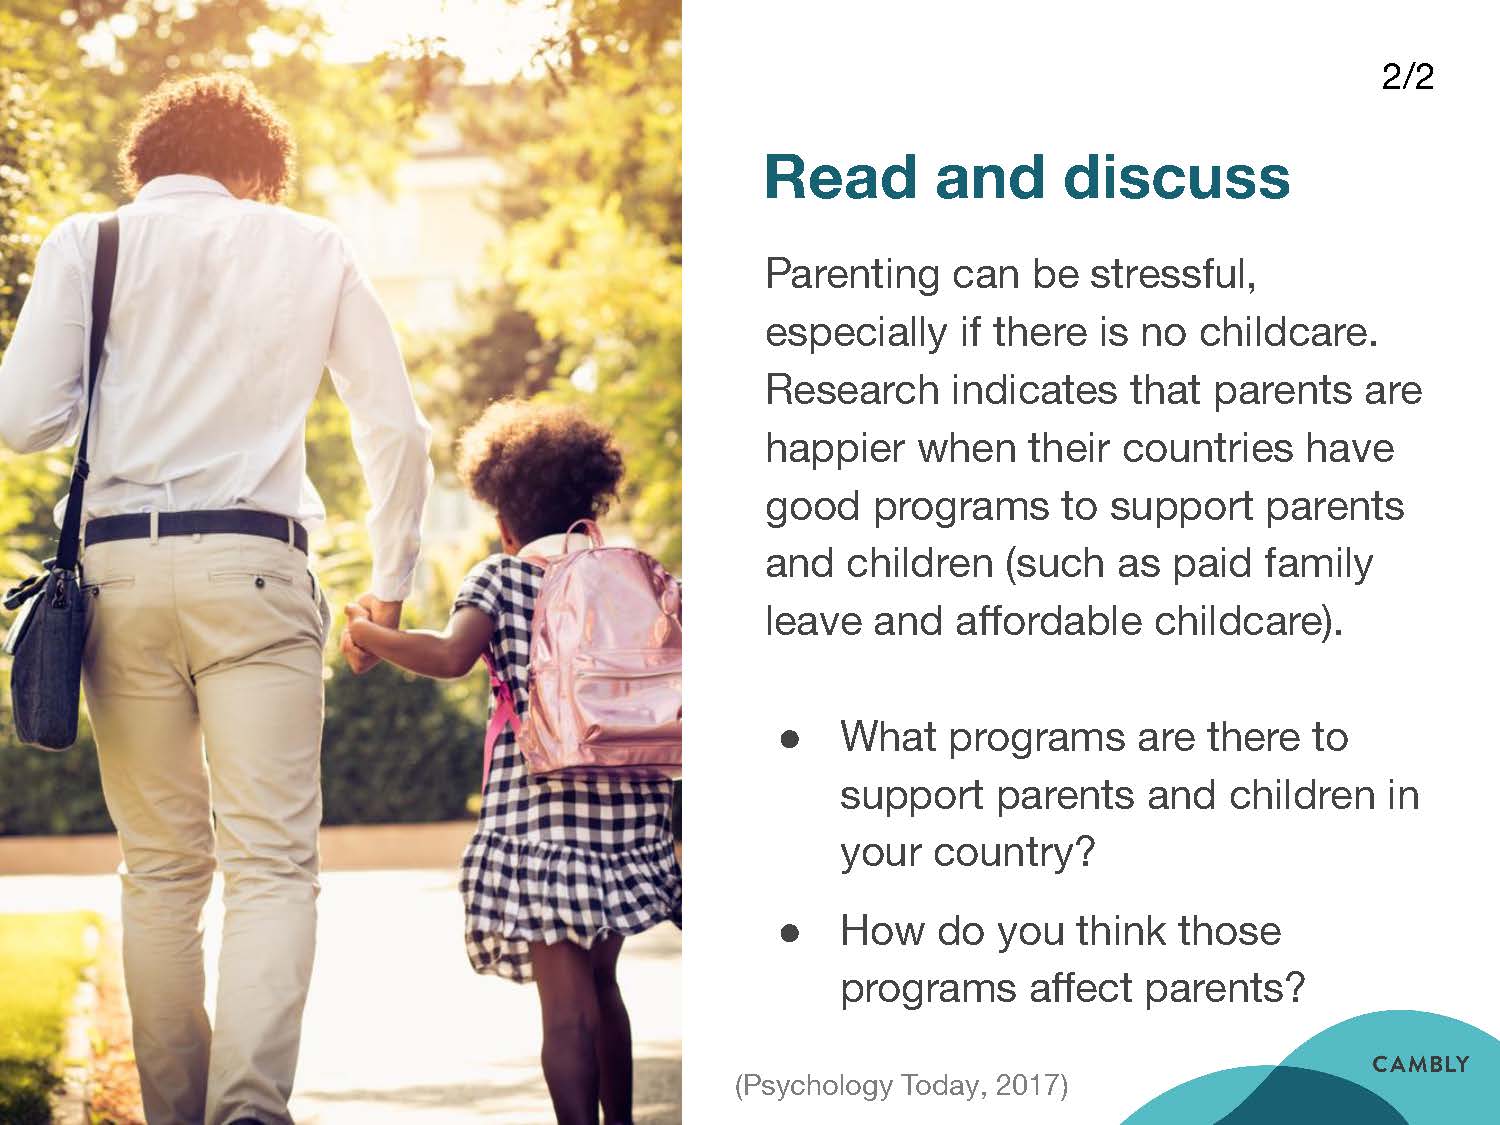 2/2
Read and discuss
Parenting can be stressful,
especially if there is no childcare.
Research indicates that parents are
happier when their countries have
good programs to support parents
and children (such as paid family
leave and affordable childcare).
● What programs are there to
support parents and children in
your country?
● How do you think those
programs affect parents?
(Psychology Today, 2017)
CAMBLY